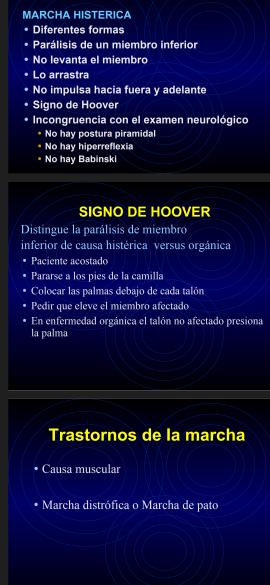 MARCHA HISTERICA
• Diferentes formas
• Parálisis de un miembro inferior
• No levanta el miembro
• Lo arrastra
• No impulsa hacia fuera y adelante
• Signo de Hoover
• Incongruencia con el examen neurológico
• No hay postura piramidal
• No hay hiperreflexia
• No hay Babinski
SIGNO DE HOOVER
Distingue la parálisis de miembro
inferior de causa histérica versus orgánica
• Paciente acostado
• Pararse a los pies de la camilla
• Colocar las palmas debajo de cada talón
• Pedir que eleve el miembro afectado
• En enfermedad orgánica el talón no afectado presiona
la palma
Trastornos de la marcha
• Causa muscular
• Marcha distrófica o Marcha de pato